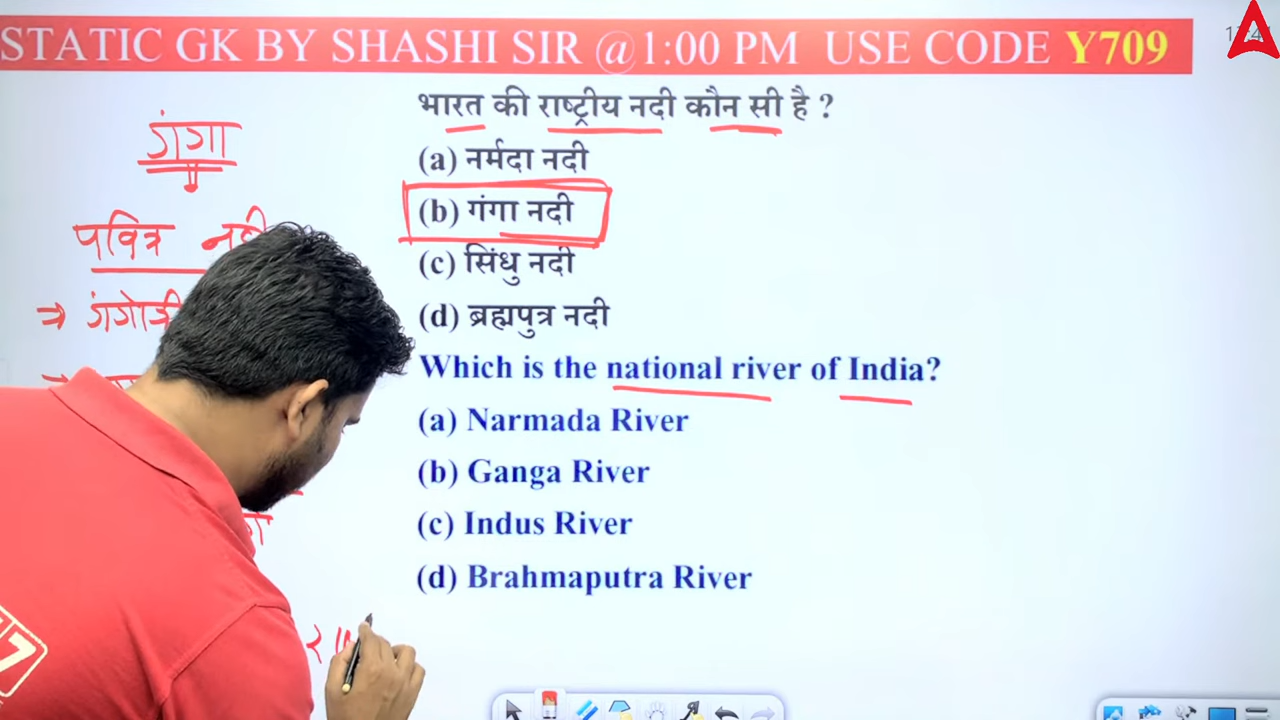 STATIC GK BY SHASHI SIR @1:00 PM USE CODE Y709
भारत की राष्ट्रीय नदी कौन सी है ?
(a) नर्मदा नदी
(b) गंगा नदी
(c) सिंधु नदी
(d) ब्रह्मपुत्र नदी
Which is the national river of India?
(a) Narmada River
(b) Ganga River
(c) Indus River
(d) Brahmaputra River
गंगा
पवित्र
→ गंगोत्री
7